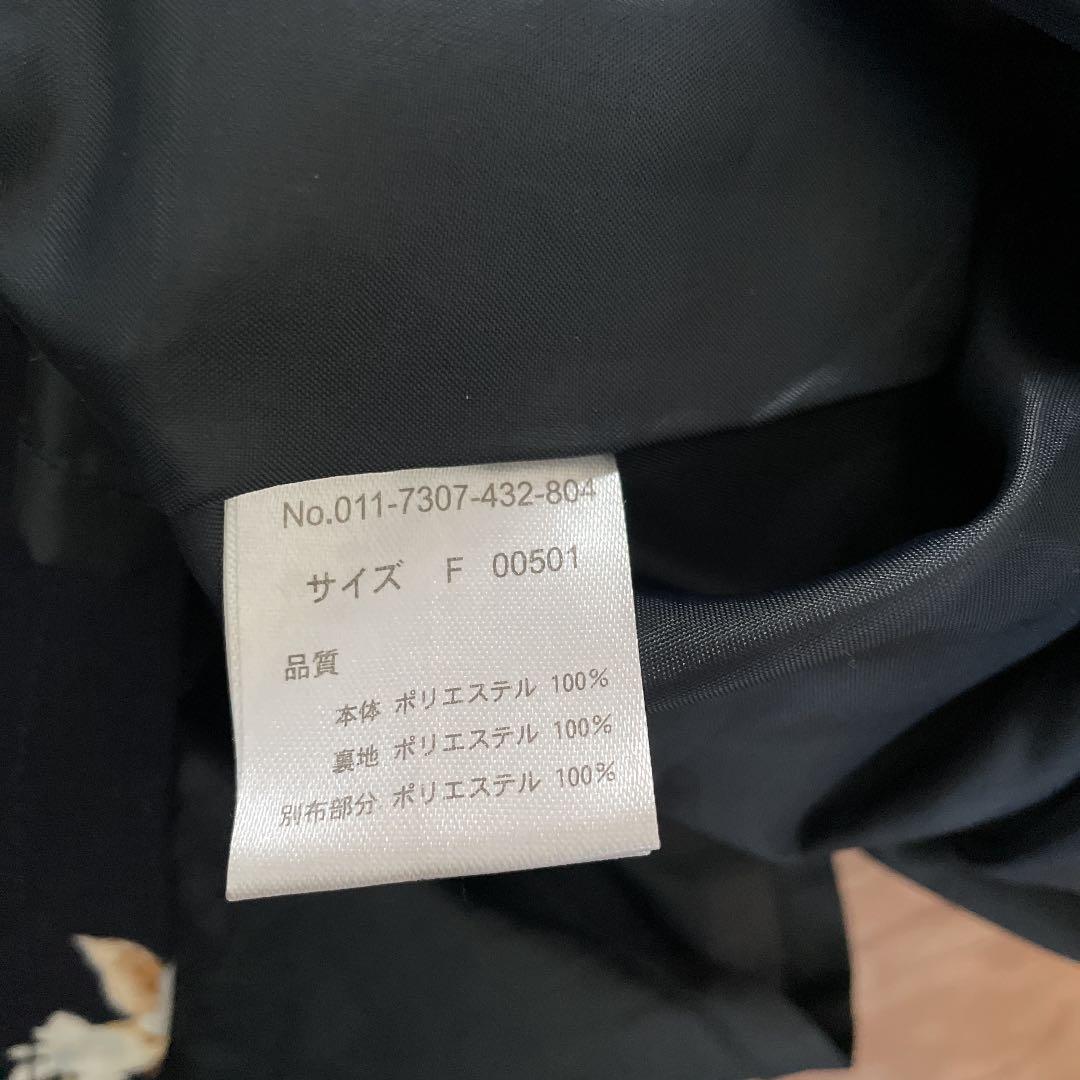 No.011-7307-432-804
サイズ F 00501
品質
本体 ポリエステル 100%
裏地 ポリエステル 100%
別布部分 ポリエステル 100%